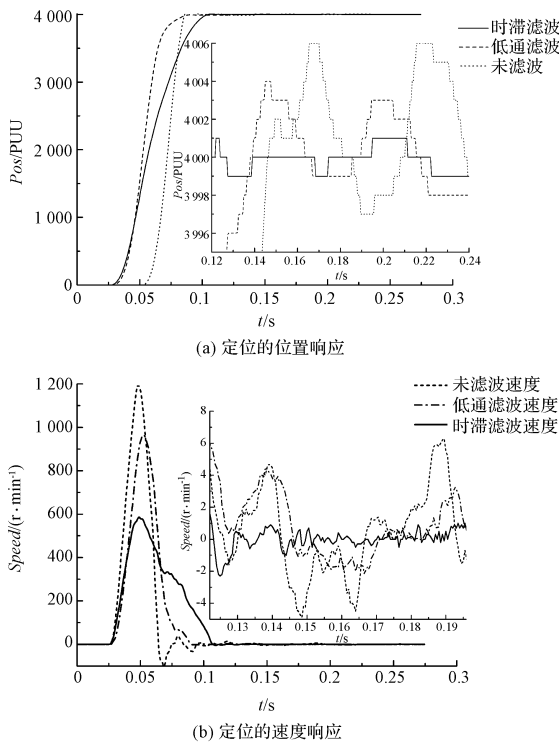 4 000
3 000
2 000
1 000
0
Pos/PUU
时滞滤波
低通滤波
未滤波
4 006
4 004
4 002
4 000
3 998
3 996
Pos/PUU
0.12 0.14 0.16 0.18 0.20 0.22 0.24
t/s
0 0.05 0.1 0.15 0.2 0.25 0.3
t/s
(a) 定位的位置响应
1 200
1 000
800
600
400
200
0
-100
Speed/(r·min⁻¹)
未滤波速度
低通滤波速度
时滞滤波速度
8
6
4
2
0
-2
-4
Speed/(r·min⁻¹)
0.13 0.14 0.15 0.16 0.17 0.18 0.19
t/s
0 0.05 0.1 0.15 0.2 0.25 0.3
t/s
(b) 定位的速度响应